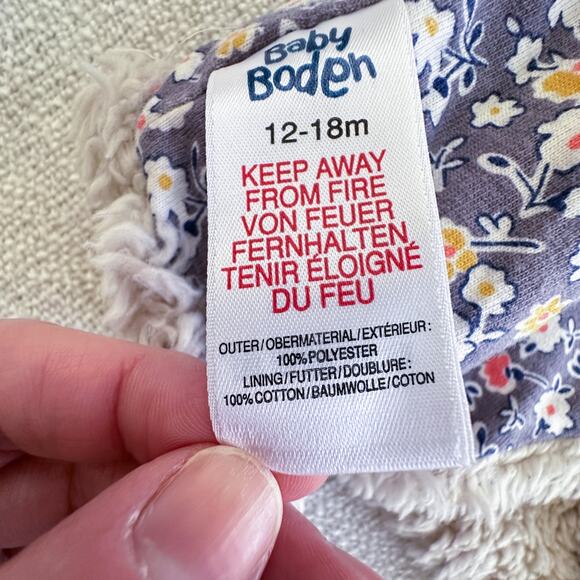 Baby
Boden
12-18m
KEEP AWAY
FROM FIRE
VON FEUER
FERNHALTEN
TENIR ÉLOIGNÉ
DU FEU
OUTER/OBERMATERIAL/EXTÉRIEUR:
100% POLYESTER
LINING/FUTTER/DOUBLURE:
100% COTTON/BAUMWOLLE/COTON